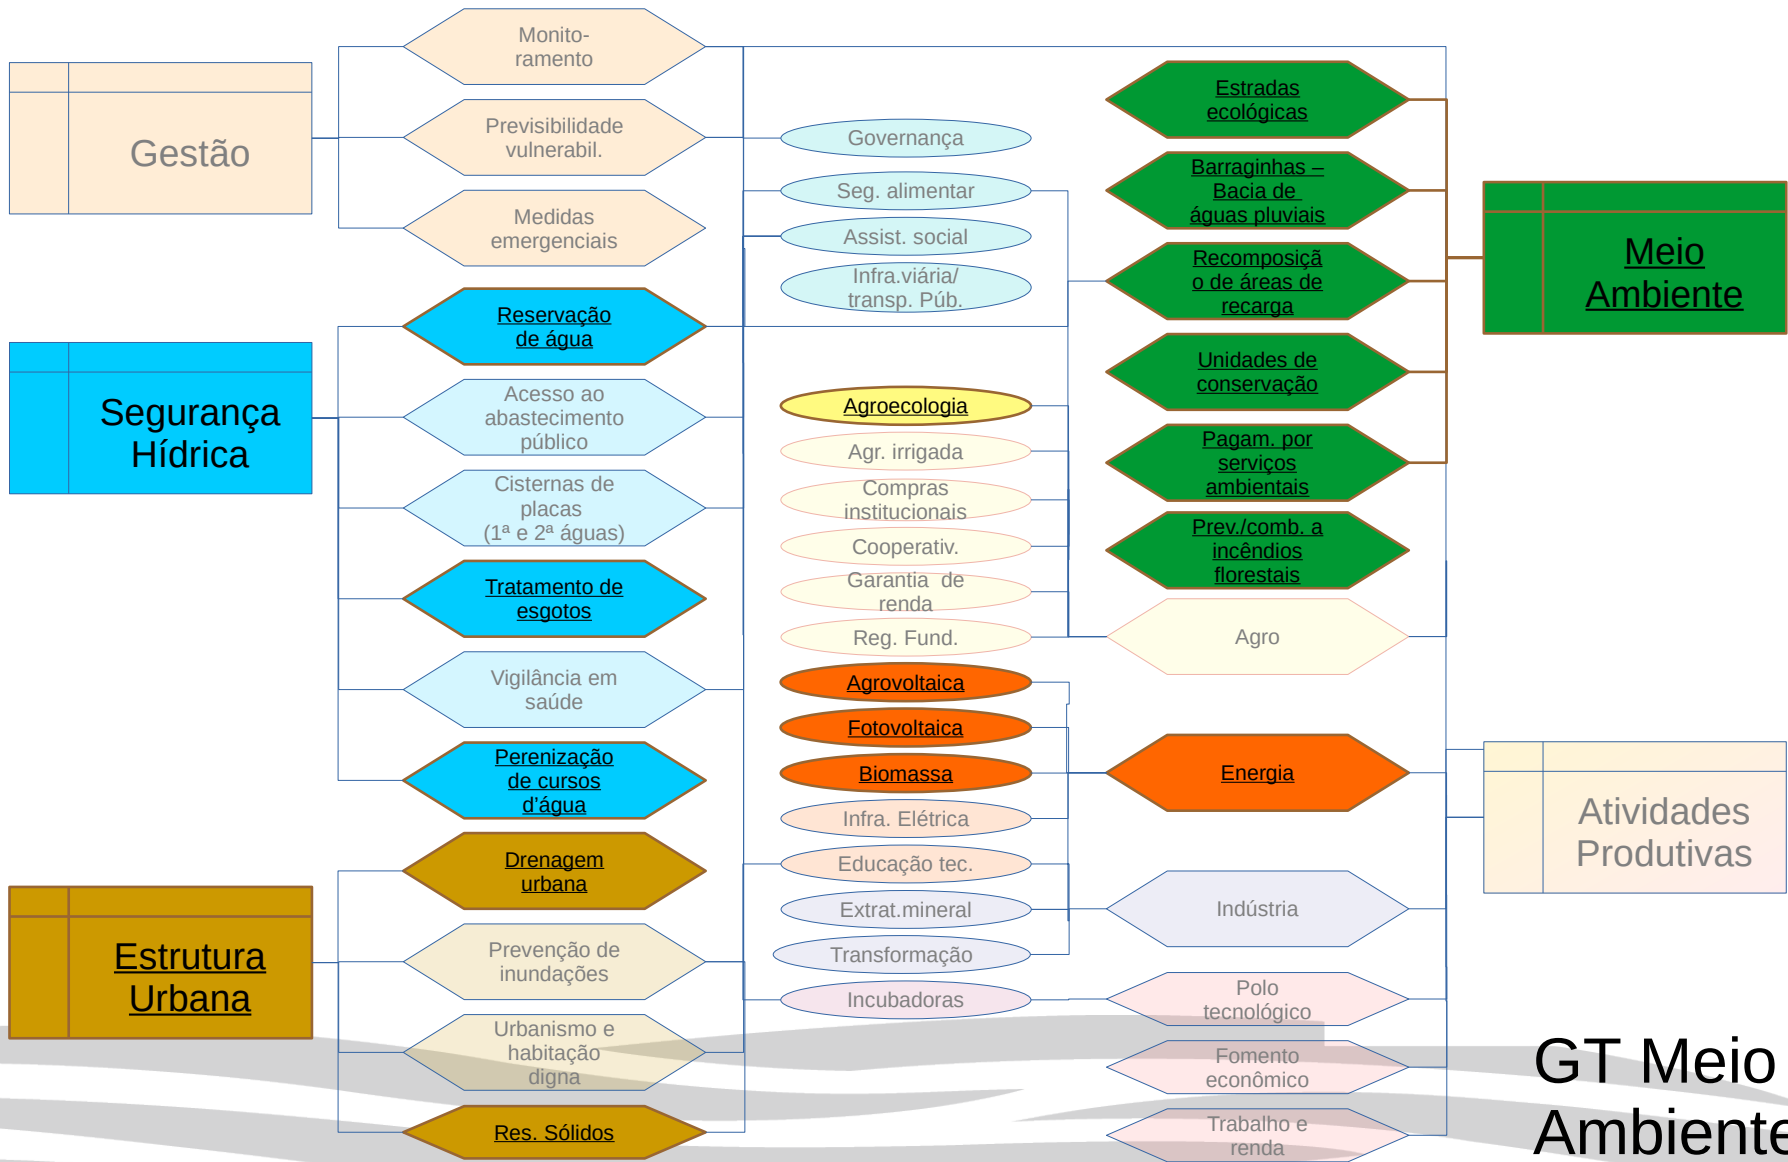 Monito-
ramento
Previsibilidade
vulnerabil.
Medidas
emergenciais
Gestão
Reservação
de água
Acesso ao
abastecimento
público
Cisternas de
placas
(1ª e 2ª águas)
Tratamento de
esgotos
Vigilância em
saúde
Perenização
de cursos
d'água
Segurança
Hídrica
Drenagem
urbana
Prevenção de
inundações
Urbanismo e
habitação
digna
Res. Sólidos
Estrutura
Urbana
Governança
Seg. alimentar
Assist. social
Infra.viária/
transp. Púb.
Agroecologia
Agr. irrigada
Compras
institucionais
Cooperativ.
Garantia de
renda
Reg. Fund.
Agrovoltaica
Fotovoltaica
Biomassa
Infra. Elétrica
Educação tec.
Extrat.mineral
Transformação
Incubadoras
Estradas
ecológicas
Barraginhas –
Bacia de
águas pluviais
Recomposiçã
o de áreas de
recarga
Unidades de
conservação
Pagam. por
serviços
ambientais
Prev./comb. a
incêndios
florestais
Agro
Energia
Indústria
Polo
tecnológico
Fomento
econômico
Trabalho e
renda
Meio
Ambiente
Atividades
Produtivas
GT Meio
Ambiente